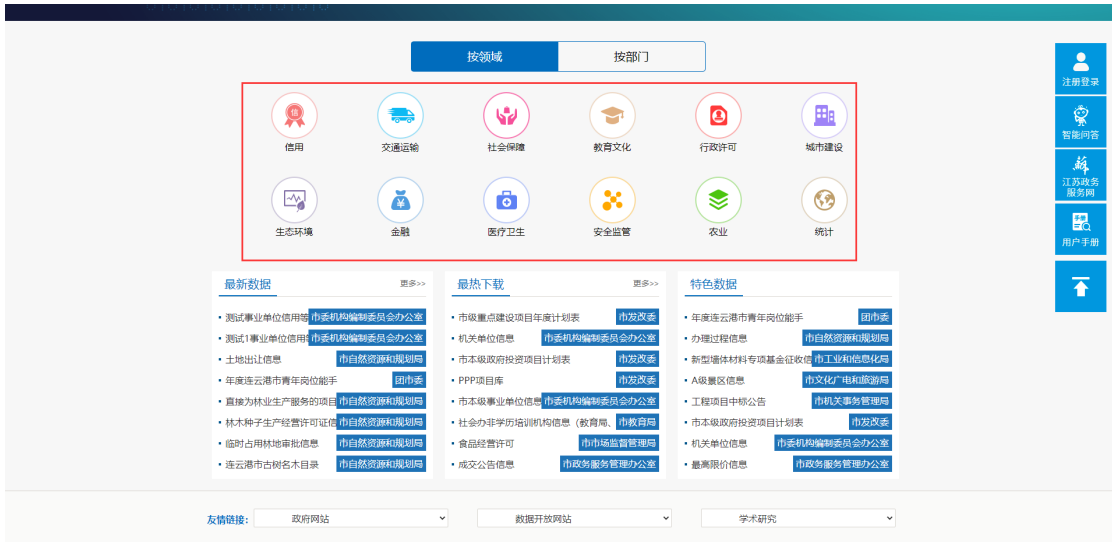 按领域 按部门
信用 交通运输 社会保障 教育文化 行政许可 城市建设
生态环境 金融 医疗卫生 安全监管 农业 统计
最新数据 更多>>
测试事业单位信用等 市委机构编制委员会办公室
测试1事业单位信用 市委机构编制委员会办公室
土地出让信息 市自然资源和规划局
年度连云港市青年岗位能手 团市委
直接为林业生产服务的项目 市自然资源和规划局
林木种子生产经营许可证信 市自然资源和规划局
临时占用林地审批信息 市自然资源和规划局
连云港市古树名木目录 市自然资源和规划局
最热下载 更多>>
市级重点建设项目年度计划表 市发改委
机关单位信息 市委机构编制委员会办公室
市本级政府投资项目计划表 市发改委
PPP项目库 市发改委
市本级事业单位信息 市委机构编制委员会办公室
社会办非学历培训机构信息（教育局、 市教育局
食品经营许可 市市场监督管理局
成交公告信息 市政务服务管理办公室
特色数据
年度连云港市青年岗位能手 团市委
办理过程信息 市自然资源和规划局
新型墙体材料专项基金征收信 市工业和信息化局
A级景区信息 市文化广电和旅游局
工程项目中标公告 市机关事务管理局
市本级政府投资项目计划表 市发改委
机关单位信息 市委机构编制委员会办公室
最高限价信息 市政务服务管理办公室
友情链接： 政府网站 数据开放网站 学术研究
注册登录
智能问答
江苏政务
服务网
手册
用户手册